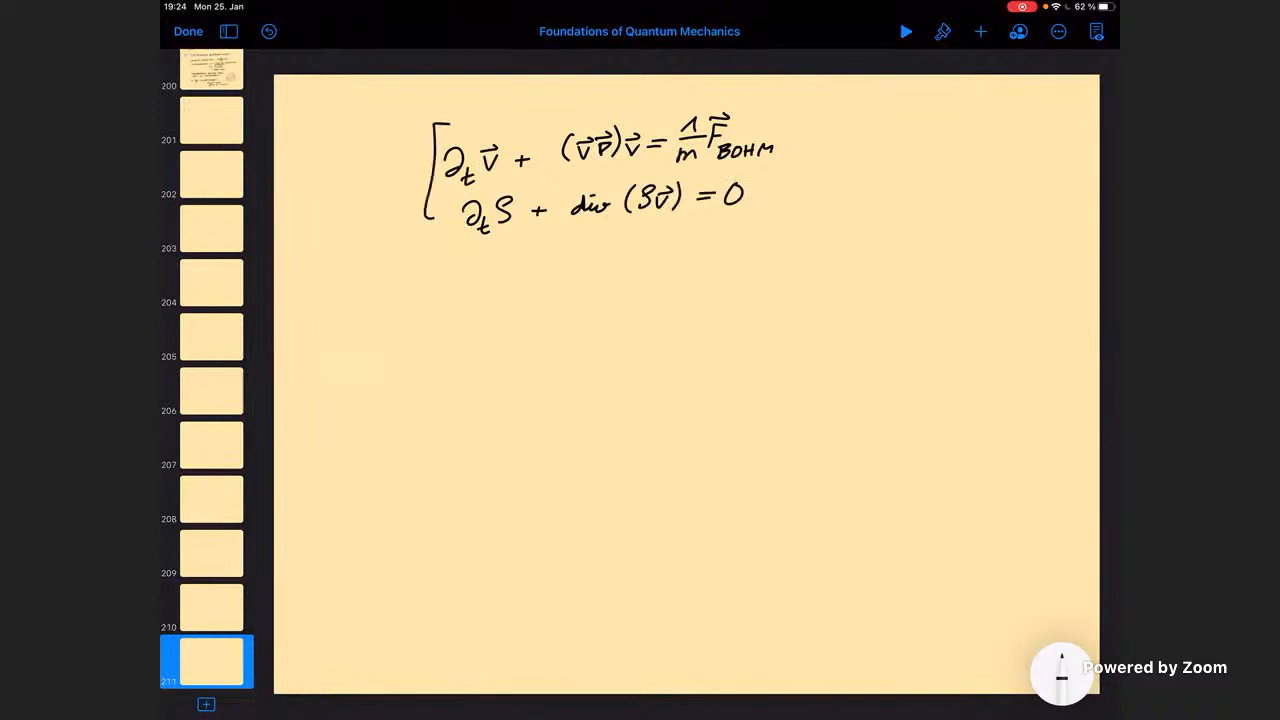 19:24 Mon 25. Jan
62 %
Done
Foundations of Quantum Mechanics
200
201
202
203
204
205
206
207
208
209
210
211
∂ₜv⃗ + (v⃗∇⃗)v⃗ = 1/m F⃗_BOHM
∂ₜρ + div (ρv⃗) = 0
Powered by Zoom